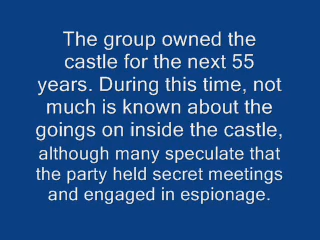 The group owned the
castle for the next 55
years. During this time, not
much is known about the
goings on inside the castle,
although many speculate that
the party held secret meetings
and engaged in espionage.